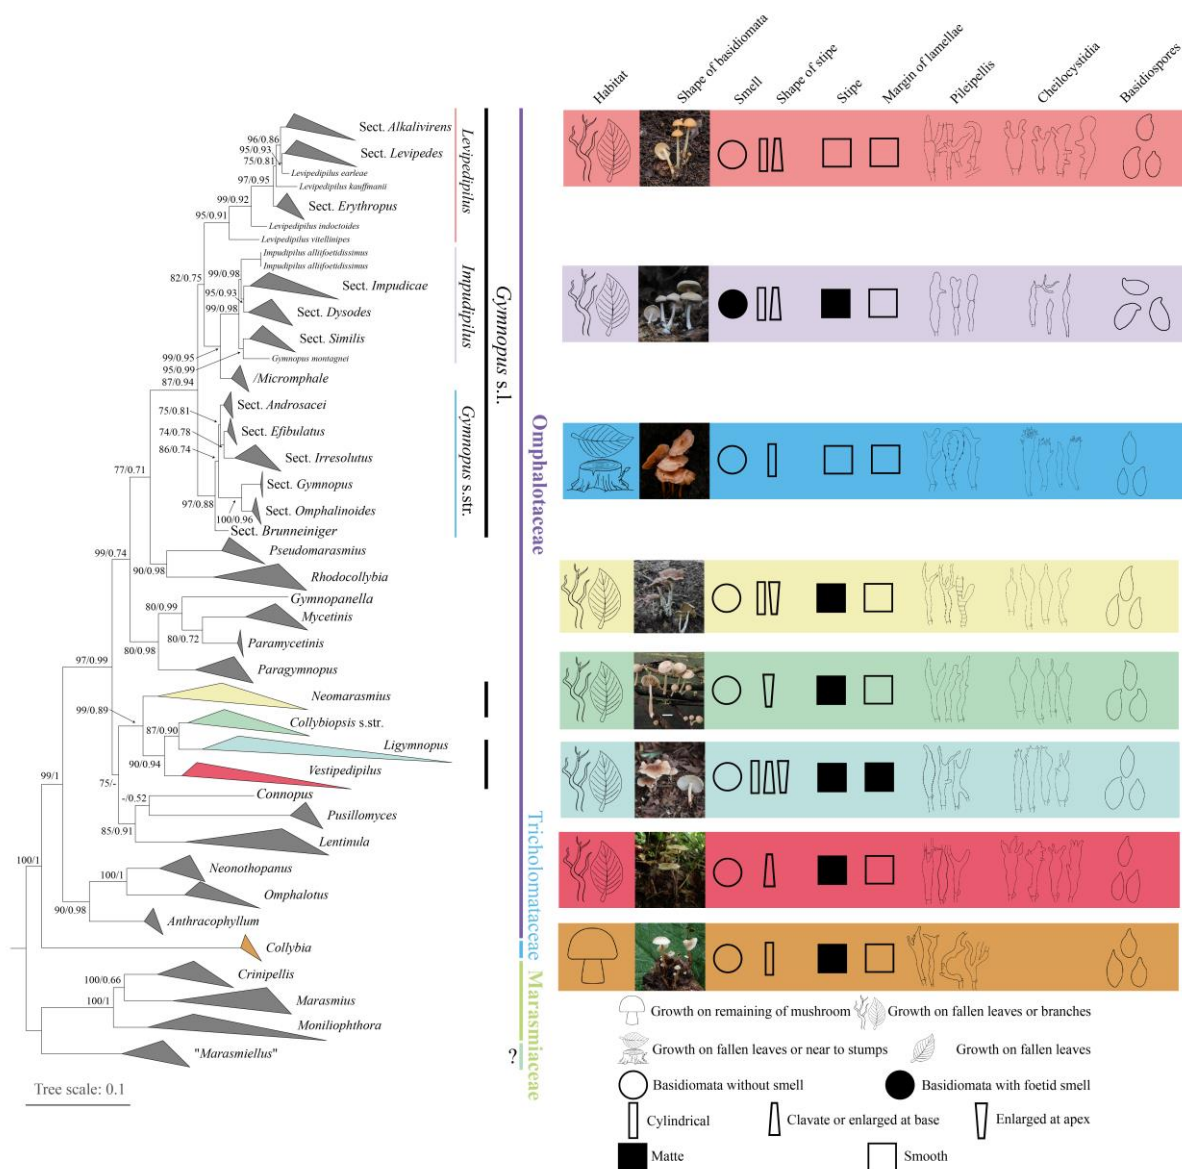 Habitat
Shape of basidiomata
Smell
Shape of stipe
Stipe
Margin of lamellae
Pileipellis
Cheilocystidia
Basidiospores
96/0.86
Sect. Alkalivirens
95/0.93
Sect. Levipedes
75/0.81
Levipedipilus earleae
97/0.95
Levipedipilus kauffmanii
99/0.92
Sect. Erythropus
95/0.91
Levipedipilus indoctoides
Levipedipilus vitellinipes
Levipedipilus
Impudipilus alliifoetidissimus
Impudipilus alliifoetidissimus
82/0.75
99/0.98
Sect. Impudicae
95/0.93
99/0.98
Sect. Dysodes
Sect. Similis
99/0.95
Gymnopus montagnei
95/0.99
87/0.94
/Micromphale
Impudipilus
Gymnopus s.l.
75/0.81
Sect. Androsacei
74/0.78
Sect. Efibulatus
86/0.74
Sect. Irresolutus
77/0.71
Sect. Gymnopus
97/0.88
100/0.96
Sect. Omphalinoides
Sect. Brunneiniger
Gymnopus s.str.
Omphalotaceae
99/0.74
Pseudomarasmius
90/0.98
Rhodocollybia
80/0.99
Gymnopanella
Mycetinis
80/0.72
Paramycetinis
80/0.98
Paragymnopus
97/0.99
Neomarasmius
99/0.89
87/0.90
Collybiopsis s.str.
Ligymnopus
90/0.94
Vestipedipilus
99/1
75/-
Connopus
-/0.52
Pusillomyces
85/0.91
Lentinula
100/1
Neonothopanus
100/1
Omphalotus
90/0.98
Anthracophyllum
Tricholomataceae
Collybia
100/0.66
Crinipellis
100/1
Marasmius
Moniliophthora
Marasmiaceae
"Marasmiellus"
?
Tree scale: 0.1
Growth on remaining of mushroom
Growth on fallen leaves or branches
Growth on fallen leaves or near to stumps
Growth on fallen leaves
Basidiomata without smell
Basidiomata with foetid smell
Cylindrical
Clavate or enlarged at base
Enlarged at apex
Matte
Smooth